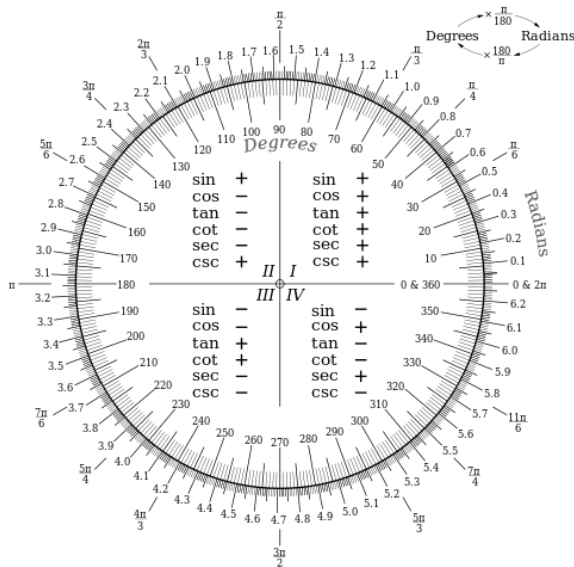 π/2
2π/3
π/3
3π/4
π/4
5π/6
π/6
π
0 & 2π
7π/6
11π/6
5π/4
7π/4
4π/3
5π/3
3π/2
× π/180
Degrees Radians
× 180/π
Radians
0.1 0.2 0.3 0.4 0.5 0.6 0.7 0.8 0.9 1.0 1.1 1.2 1.3 1.4 1.5
1.6 1.7 1.8 1.9 2.0 2.1 2.2 2.3 2.4 2.5 2.6 2.7 2.8 2.9 3.0 3.1
3.2 3.3 3.4 3.5 3.6 3.7 3.8 3.9 4.0 4.1 4.2 4.3 4.4 4.5 4.6 4.7
4.8 4.9 5.0 5.1 5.2 5.3 5.4 5.5 5.6 5.7 5.8 5.9 6.0 6.1 6.2
0 & 360 10 20 30 40 50 60 70 80 90
100 110 120 130 140 150 160 170 180
190 200 210 220 230 240 250 260 270
280 290 300 310 320 330 340 350
Degrees
sin + sin +
cos − cos +
tan − tan +
cot − cot +
sec − sec +
csc + csc +
II I
III IV
sin − sin −
cos − cos +
tan + tan −
cot + cot −
sec − sec +
csc − csc −